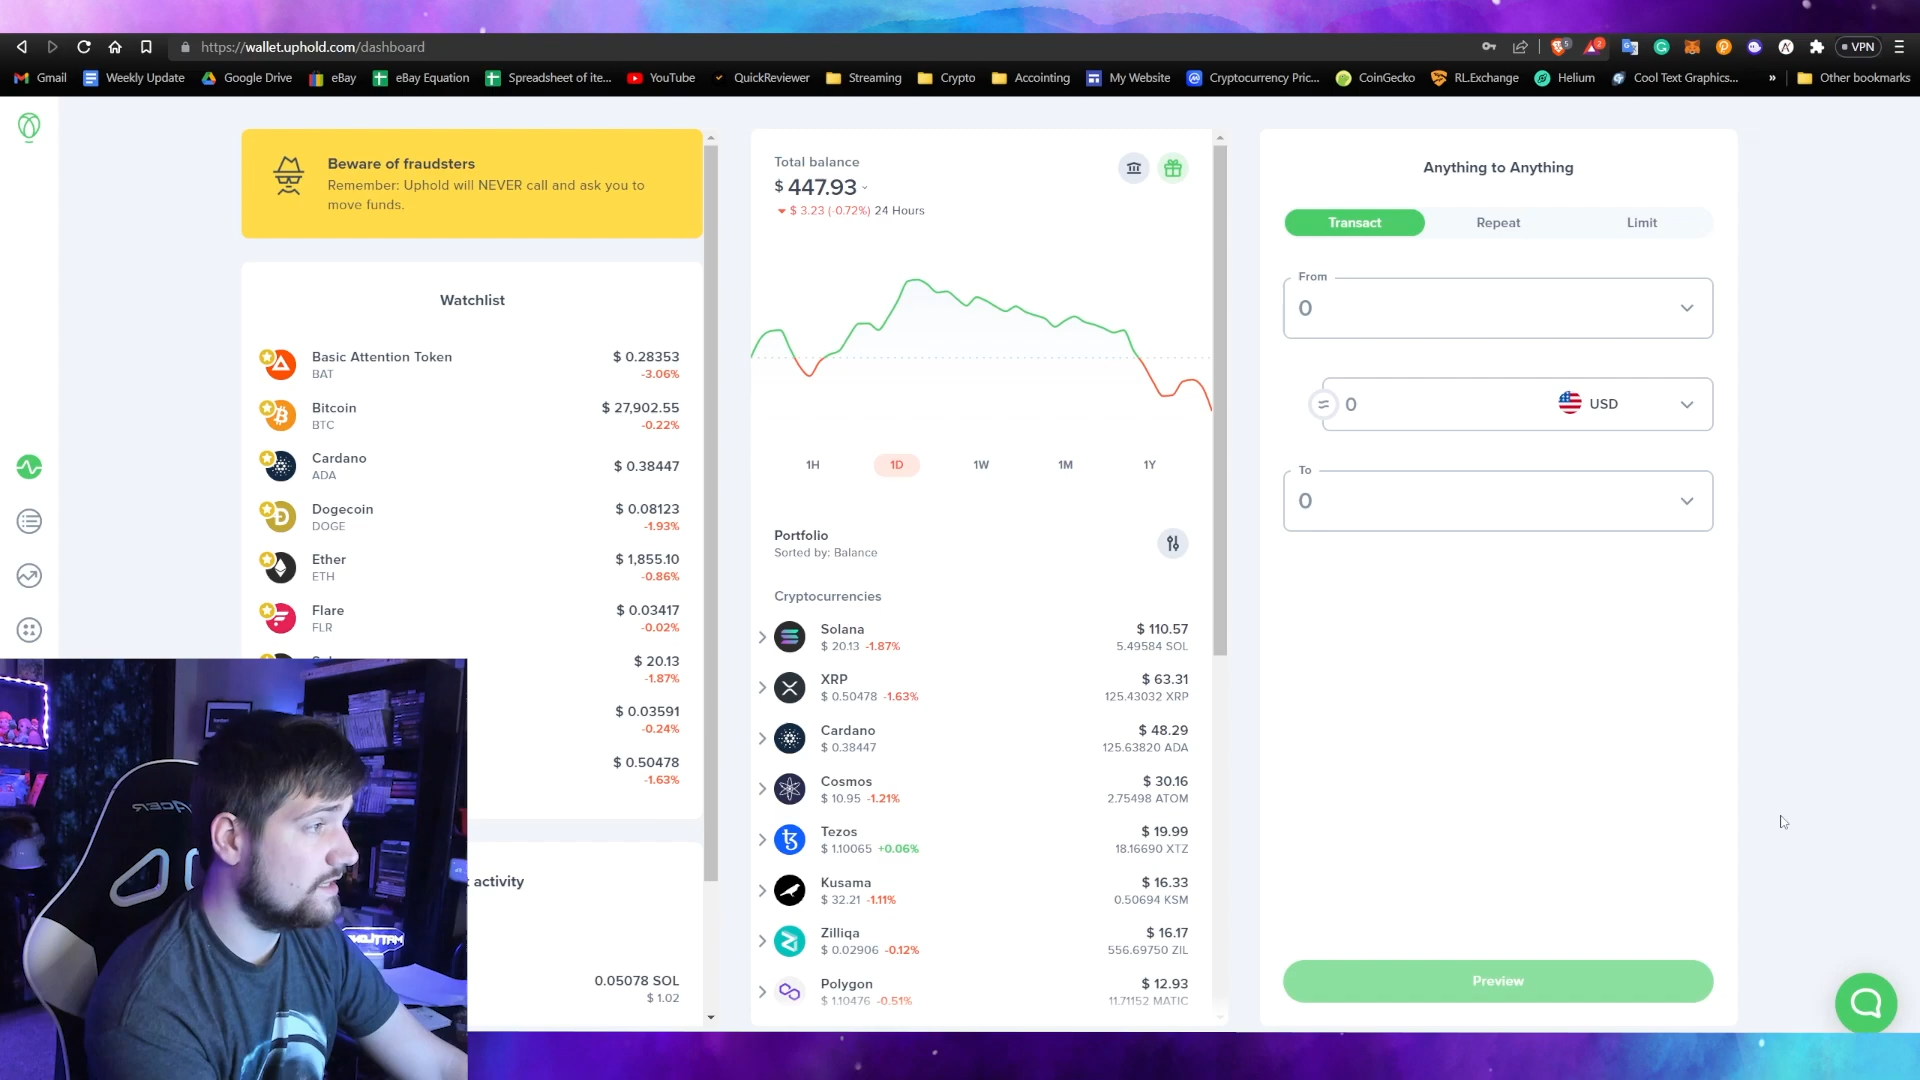 https://wallet.uphold.com/dashboard
VPN
Gmail
Weekly Update
Google Drive
eBay
eBay Equation
Spreadsheet of ite...
YouTube
QuickReviewer
Streaming
Crypto
Accointing
My Website
Cryptocurrency Pric...
CoinGecko
RL.Exchange
Helium
Cool Text Graphics...
»
Other bookmarks
Beware of fraudsters
Remember: Uphold will NEVER call and ask you to
move funds.
Watchlist
Basic Attention Token $ 0.28353
BAT -3.06%
Bitcoin $ 27,902.55
BTC -0.22%
Cardano $ 0.38447
ADA
Dogecoin $ 0.08123
DOGE -1.93%
Ether $ 1,855.10
ETH -0.86%
Flare $ 0.03417
FLR -0.02%
$ 20.13
-1.87%
$ 0.03591
-0.24%
$ 0.50478
-1.63%
activity
0.05078 SOL
$ 1.02
Total balance
$ 447.93
$ 3.23 (-0.72%) 24 Hours
1H 1D 1W 1M 1Y
Portfolio
Sorted by: Balance
Cryptocurrencies
Solana $ 110.57
$ 20.13 -1.87% 5.49584 SOL
XRP $ 63.31
$ 0.50478 -1.63% 125.43032 XRP
Cardano $ 48.29
$ 0.38447 125.63820 ADA
Cosmos $ 30.16
$ 10.95 -1.21% 2.75498 ATOM
Tezos $ 19.99
$ 1.10065 +0.06% 18.16690 XTZ
Kusama $ 16.33
$ 32.21 -1.11% 0.50694 KSM
Zilliqa $ 16.17
$ 0.02906 -0.12% 556.69750 ZIL
Polygon $ 12.93
$ 1.10476 -0.51% 11.71152 MATIC
Anything to Anything
Transact Repeat Limit
From
0
0 USD
To
0
Preview